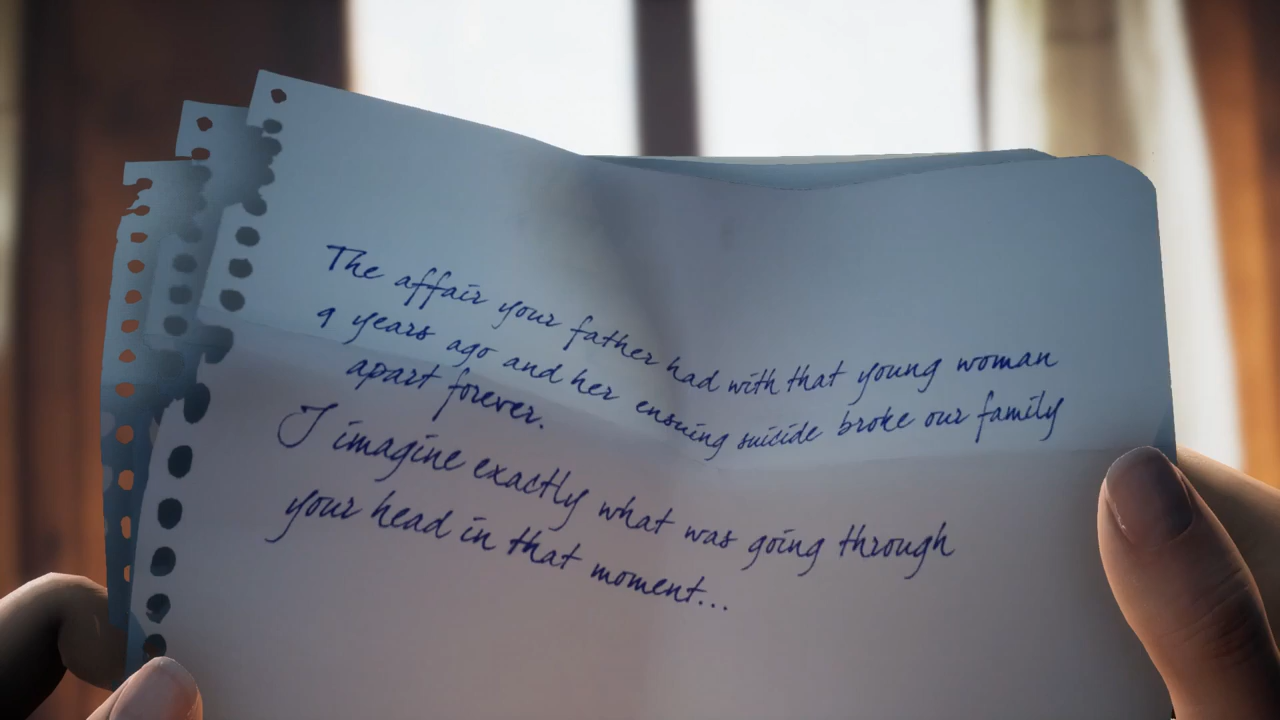 The affair your father had with that young woman
9 years ago and her ensuing suicide broke our family
apart forever.
I imagine exactly what was going through
your head in that moment...